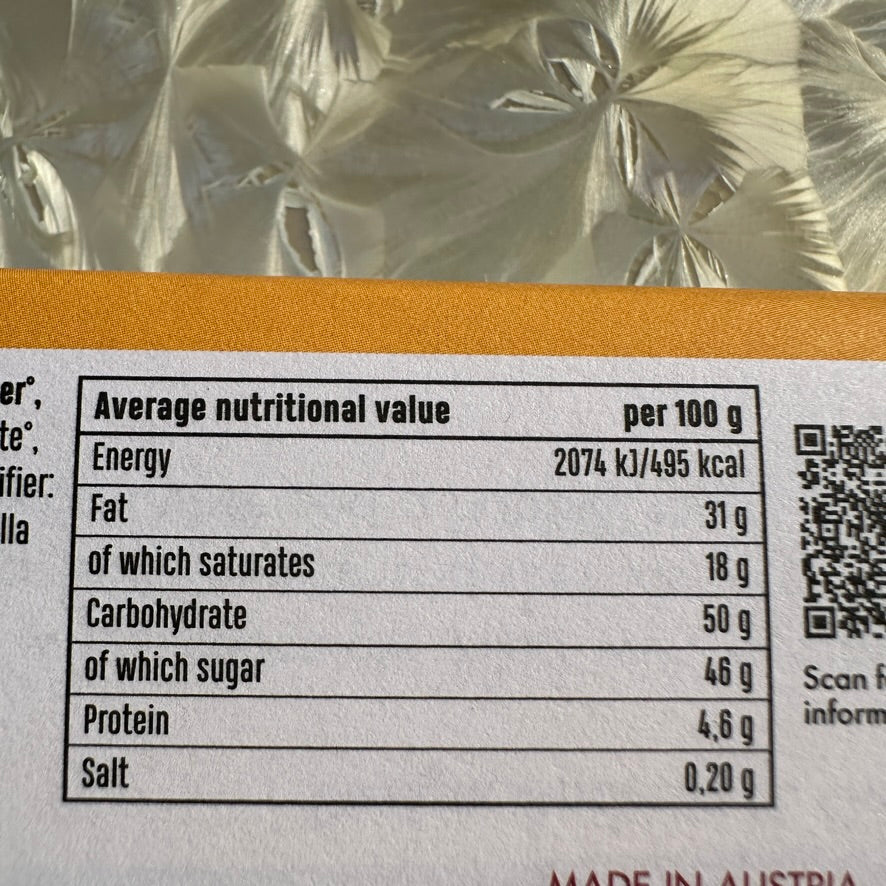 er°,
te°,
ifier:
lla
Average nutritional value per 100 g
Energy 2074 kJ/495 kcal
Fat 31 g
of which saturates 18 g
Carbohydrate 50 g
of which sugar 46 g
Protein 4,6 g
Salt 0,20 g
Scan f
inform
MADE IN AUSTRIA